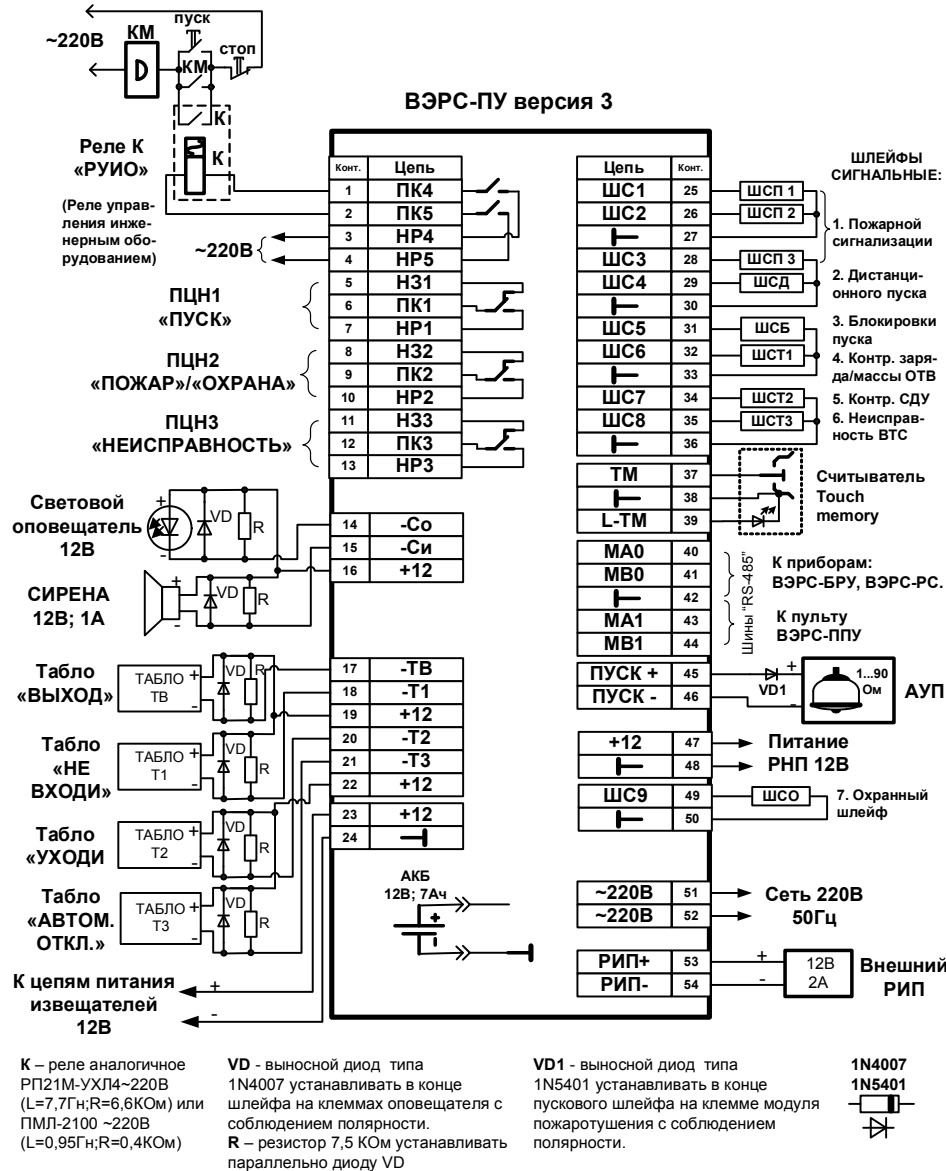 ~220В
КМ
пуск
стоп
КМ
К
К
Реле К
«РУИО»
(Реле управ-
ления инже-
нерным обо-
рудованием)
~220В
ПЦН1
«ПУСК»
ПЦН2
«ПОЖАР»/«ОХРАНА»
ПЦН3
«НЕИСПРАВНОСТЬ»
Световой
оповещатель
12В
+
-
VD
R
СИРЕНА
12В; 1А
+
-
VD
R
Табло
«ВЫХОД»
ТАБЛО +
ТВ -
VD
R
Табло
«НЕ
ВХОДИ»
ТАБЛО +
Т1 -
VD
R
Табло
«УХОДИ
ТАБЛО +
Т2 -
VD
R
Табло
«АВТОМ.
ОТКЛ.»
ТАБЛО +
Т3 -
VD
R
К цепям питания
извещателей
12В
+
-
ВЭРС-ПУ версия 3
Конт. Цепь
1 ПК4
2 ПК5
3 НР4
4 НР5
5 НЗ1
6 ПК1
7 НР1
8 НЗ2
9 ПК2
10 НР2
11 НЗ3
12 ПК3
13 НР3
14 -Со
15 -Си
16 +12
17 -ТВ
18 -Т1
19 +12
20 -Т2
21 -Т3
22 +12
23 +12
24
АКБ
12В; 7Ач
+
-
Цепь Конт.
ШС1 25 ШСП 1
ШС2 26 ШСП 2
27
ШС3 28 ШСП 3
ШС4 29 ШСД
30
ШС5 31 ШСБ
ШС6 32 ШСТ1
33
ШС7 34 ШСТ2
ШС8 35 ШСТ3
36
ТМ 37
38
L-ТМ 39
МА0 40
МВ0 41
42
МА1 43
МВ1 44
ПУСК + 45
ПУСК - 46
+12 47
48
ШС9 49 ШСО
50
~220В 51
~220В 52
РИП+ 53
РИП- 54
ШЛЕЙФЫ
СИГНАЛЬНЫЕ:
1. Пожарной
сигнализации
2. Дистанци-
онного пуска
3. Блокировки
пуска
4. Контр. заря-
да/массы ОТВ
5. Контр. СДУ
6. Неисправ-
ность ВТС
Считыватель
Touch
memory
Шины “RS-485”
К приборам:
ВЭРС-БРУ, ВЭРС-РС.
К пульту
ВЭРС-ППУ
VD1
+
-
1...90
Ом
АУП
Питание
РНП 12В
7. Охранный
шлейф
Сеть 220В
50Гц
+
-
12В
2А
Внешний
РИП
К – реле аналогичное
РП21М-УХЛ4~220В
(L=7,7Гн;R=6,6КОм) или
ПМЛ-2100 ~220В
(L=0,95Гн;R=0,4КОм)
VD - выносной диод типа
1N4007 устанавливать в конце
шлейфа на клеммах оповещателя с
соблюдением полярности.
R – резистор 7,5 КОм устанавливать
параллельно диоду VD
VD1 - выносной диод типа
1N5401 устанавливать в конце
пускового шлейфа на клемме модуля
пожаротушения с соблюдением
полярности.
1N4007
1N5401